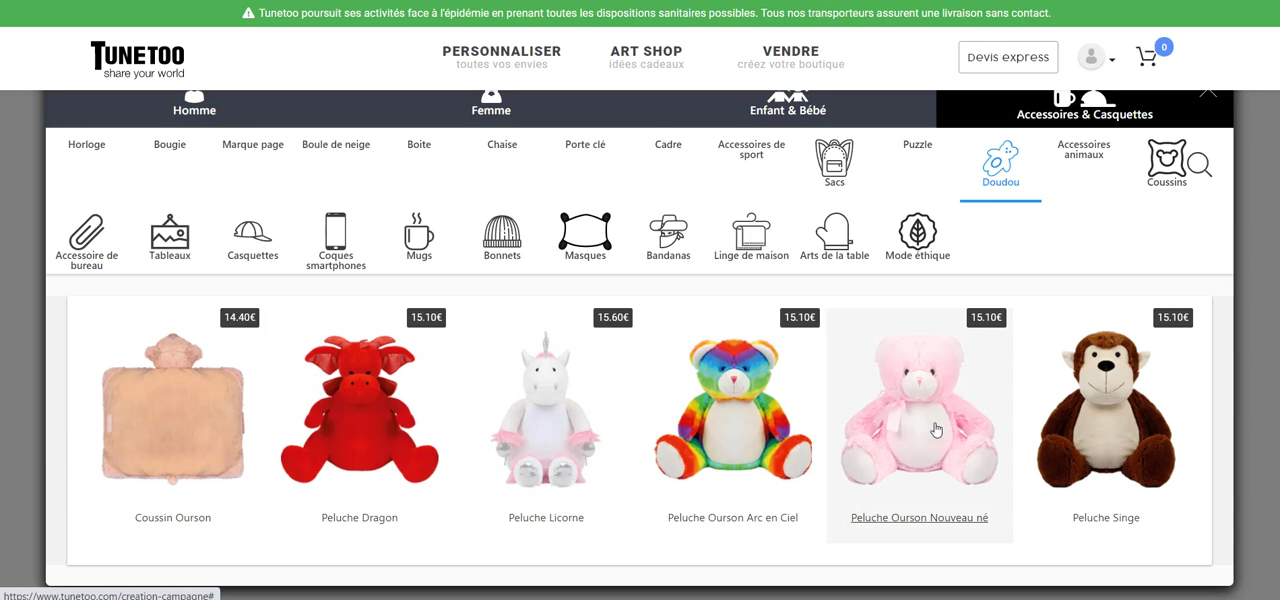 Tunetoo poursuit ses activités face à l'épidémie en prenant toutes les dispositions sanitaires possibles. Tous nos transporteurs assurent une livraison sans contact.
TUNETOO
share your world
PERSONNALISER
toutes vos envies
ART SHOP
idées cadeaux
VENDRE
créez votre boutique
Devis express
0
Homme
Femme
Enfant & Bébé
Accessoires & Casquettes
Horloge
Bougie
Marque page
Boule de neige
Boite
Chaise
Porte clé
Cadre
Accessoires de
sport
Sacs
Puzzle
Doudou
Accessoires
animaux
Coussins
Accessoire de
bureau
Tableaux
Casquettes
Coques
smartphones
Mugs
Bonnets
Masques
Bandanas
Linge de maison
Arts de la table
Mode éthique
14.40€
15.10€
15.60€
15.10€
15.10€
15.10€
Coussin Ourson
Peluche Dragon
Peluche Licorne
Peluche Ourson Arc en Ciel
Peluche Ourson Nouveau né
Peluche Singe
https://www.tunetoo.com/creation-campagne#